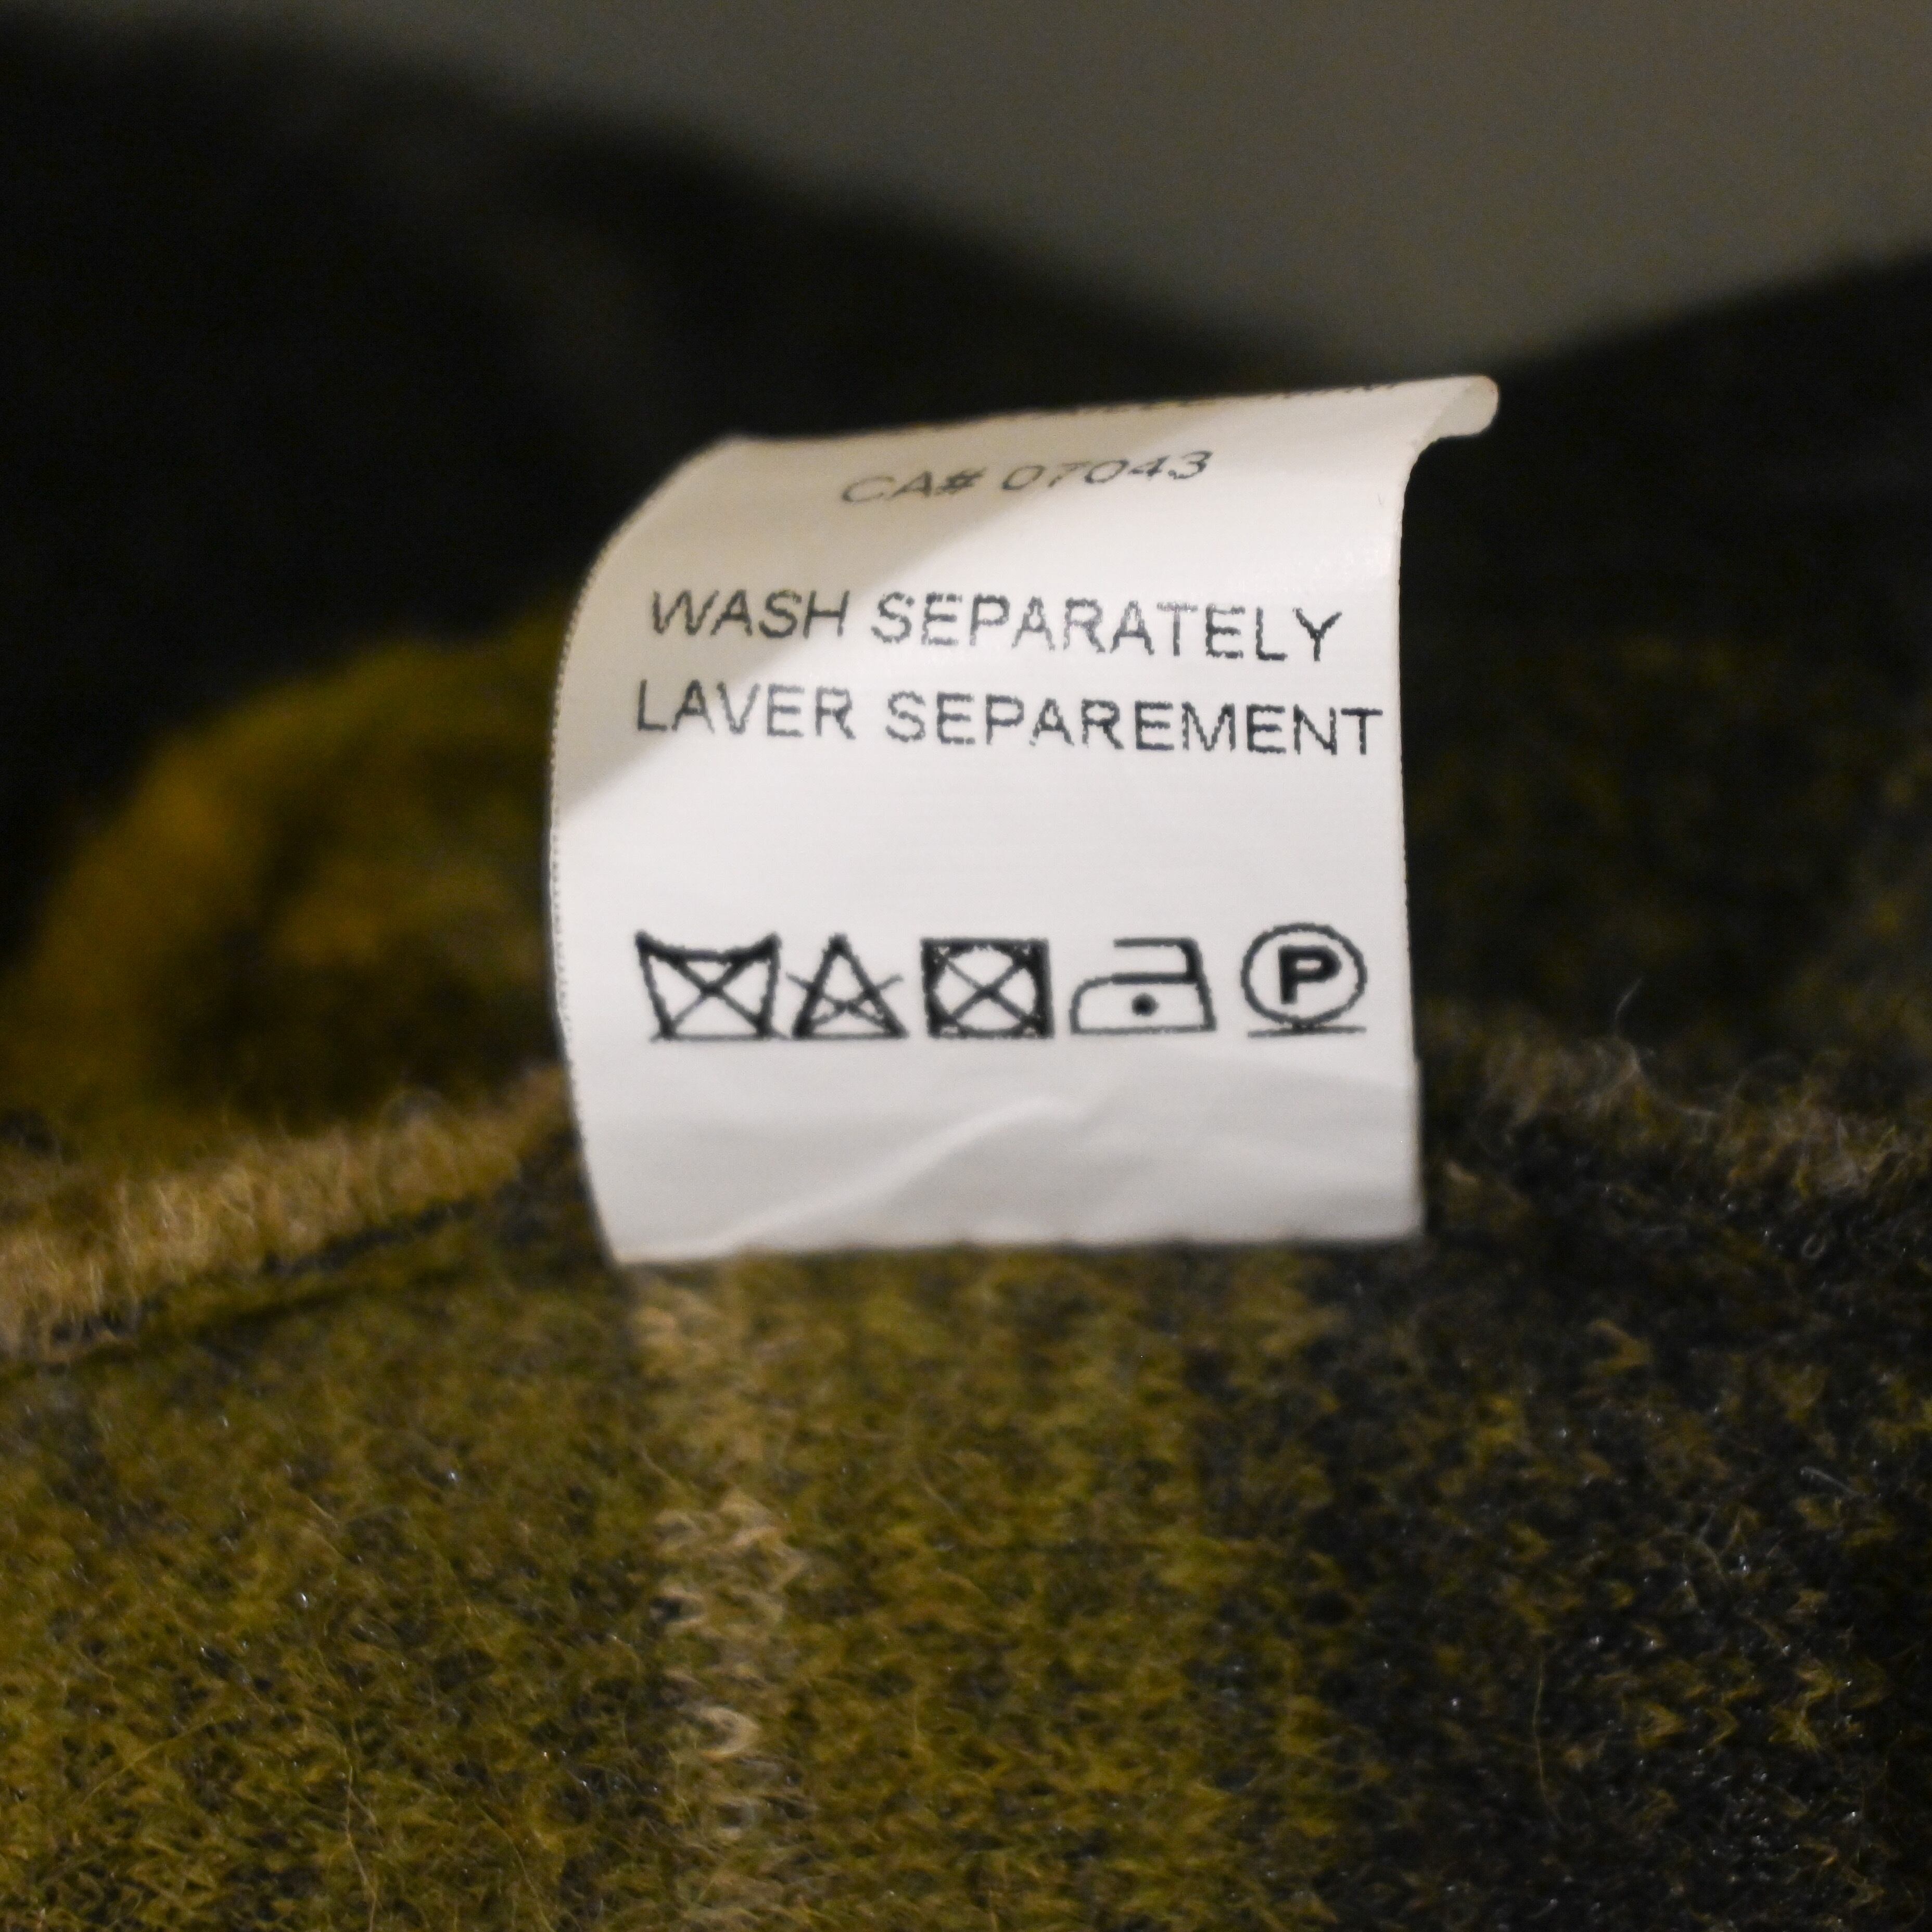 CA# 07043
WASH SEPARATELY
LAVER SEPAREMENT
P